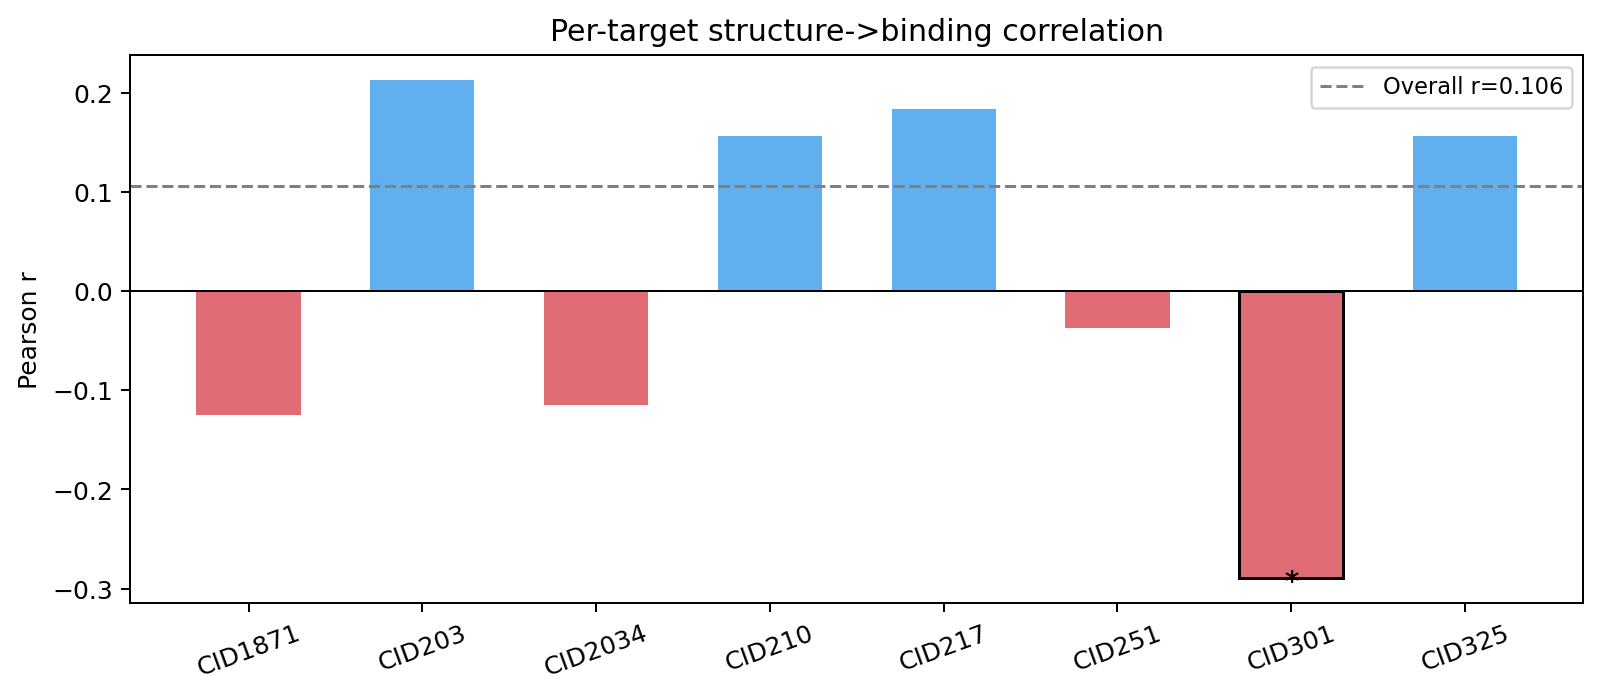 Per-target structure->binding correlation
Overall r=0.106
Pearson r
0.2
0.1
0.0
−0.1
−0.2
−0.3
*
CID1871
CID203
CID2034
CID210
CID217
CID251
CID301
CID325